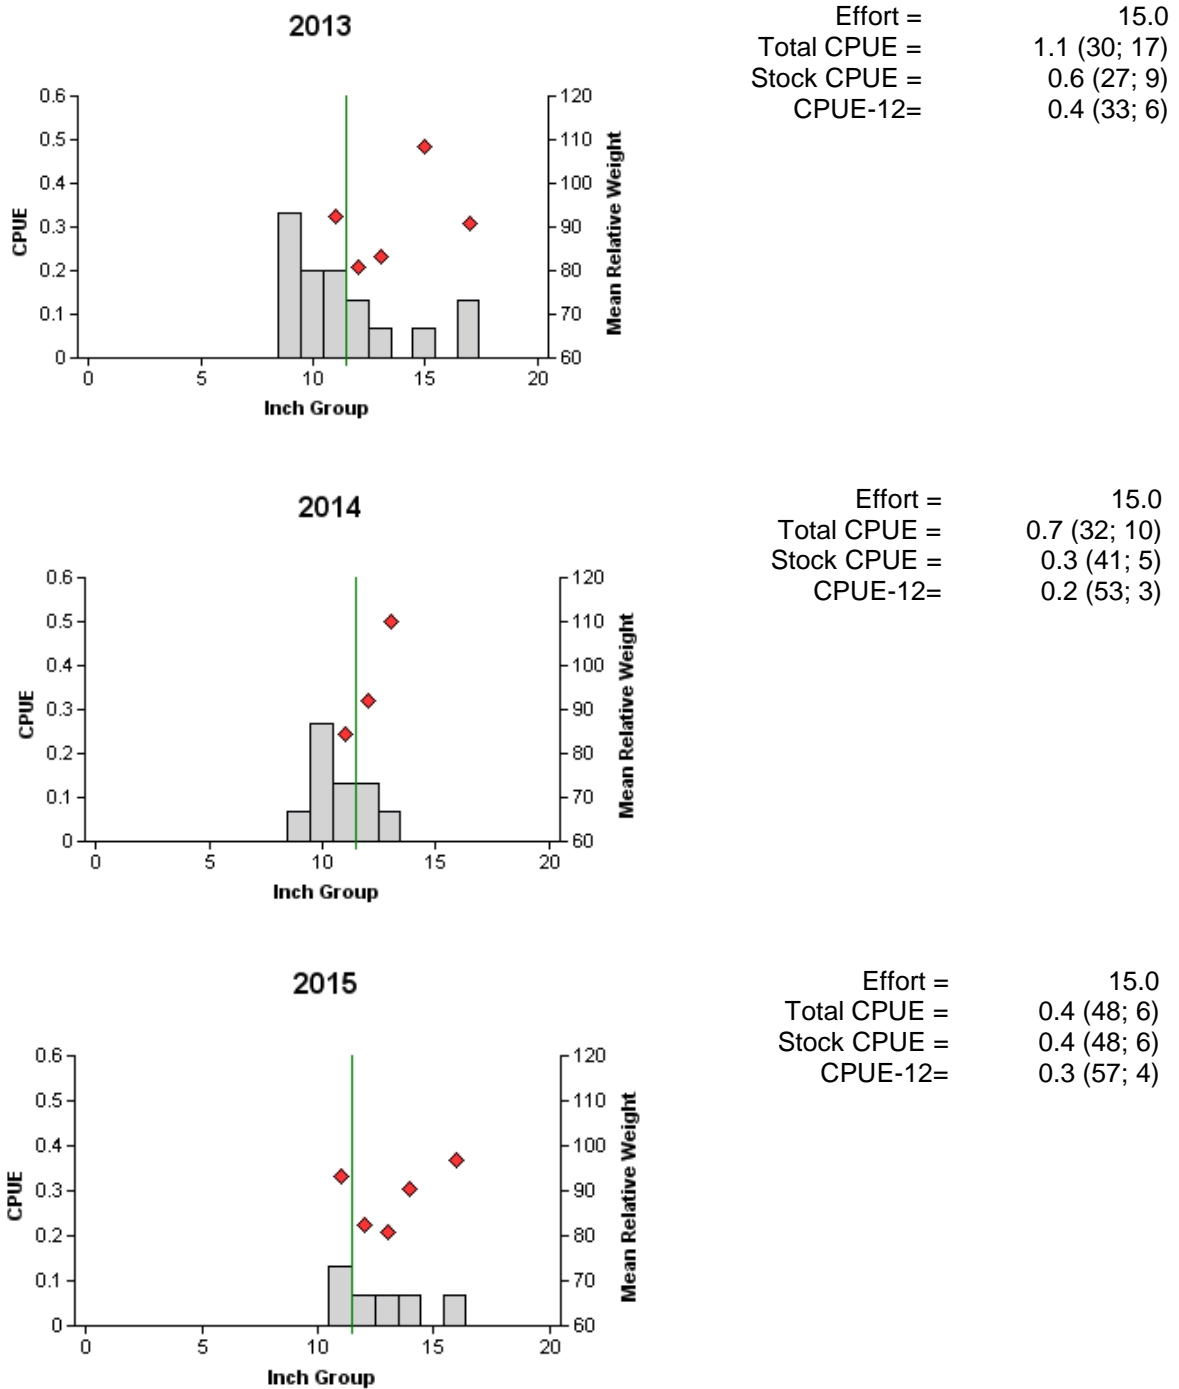 2013
Effort = 15.0
Total CPUE = 1.1 (30; 17)
Stock CPUE = 0.6 (27; 9)
CPUE-12= 0.4 (33; 6)
0.6
0.5
0.4
0.3
0.2
0.1
0
CPUE
120
110
100
90
80
70
60
Mean Relative Weight
0 5 10 15 20
Inch Group
2014
Effort = 15.0
Total CPUE = 0.7 (32; 10)
Stock CPUE = 0.3 (41; 5)
CPUE-12= 0.2 (53; 3)
0.6
0.5
0.4
0.3
0.2
0.1
0
CPUE
120
110
100
90
80
70
60
Mean Relative Weight
0 5 10 15 20
Inch Group
2015
Effort = 15.0
Total CPUE = 0.4 (48; 6)
Stock CPUE = 0.4 (48; 6)
CPUE-12= 0.3 (57; 4)
0.6
0.5
0.4
0.3
0.2
0.1
0
CPUE
120
110
100
90
80
70
60
Mean Relative Weight
0 5 10 15 20
Inch Group